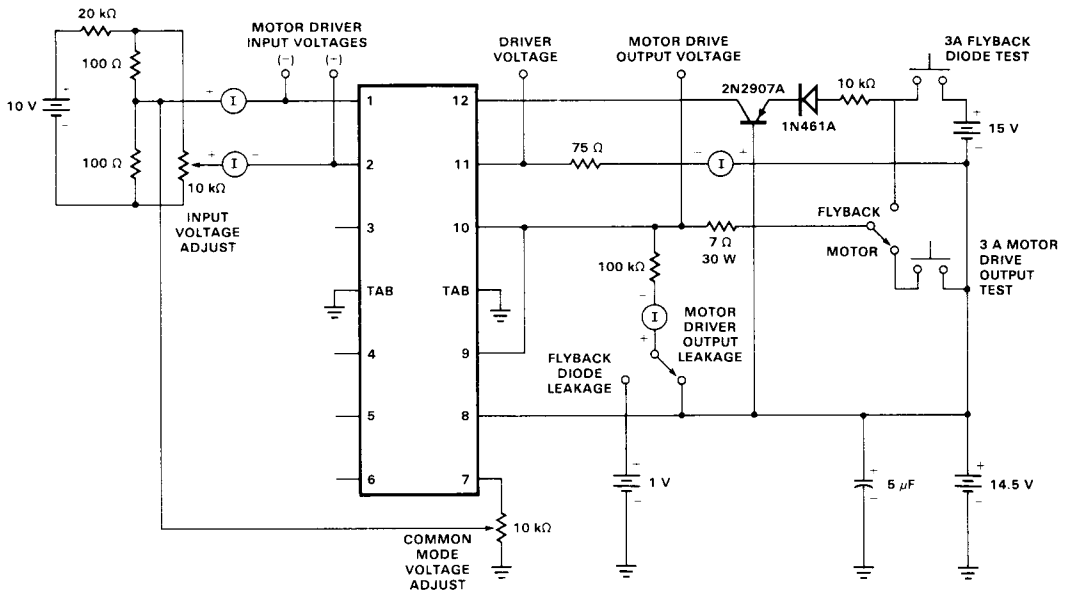 20 kΩ
100 Ω
10 V
+
−
100 Ω
10 kΩ
INPUT
VOLTAGE
ADJUST
MOTOR DRIVER
INPUT VOLTAGES
(−)
(+)
+
I
+
I
−
DRIVER
VOLTAGE
MOTOR DRIVE
OUTPUT VOLTAGE
2N2907A
1N461A
10 kΩ
3A FLYBACK
DIODE TEST
+
15 V
−
1
2
3
TAB
4
5
6
12
11
10
TAB
9
8
7
75 Ω
−
I
+
7 Ω
30 W
FLYBACK
MOTOR
3 A MOTOR
DRIVE
OUTPUT
TEST
100 kΩ
−
I
+
MOTOR
DRIVER
OUTPUT
LEAKAGE
FLYBACK
DIODE
LEAKAGE
+
1 V
−
+
5 μF
−
+
14.5 V
−
10 kΩ
COMMON
MODE
VOLTAGE
ADJUST